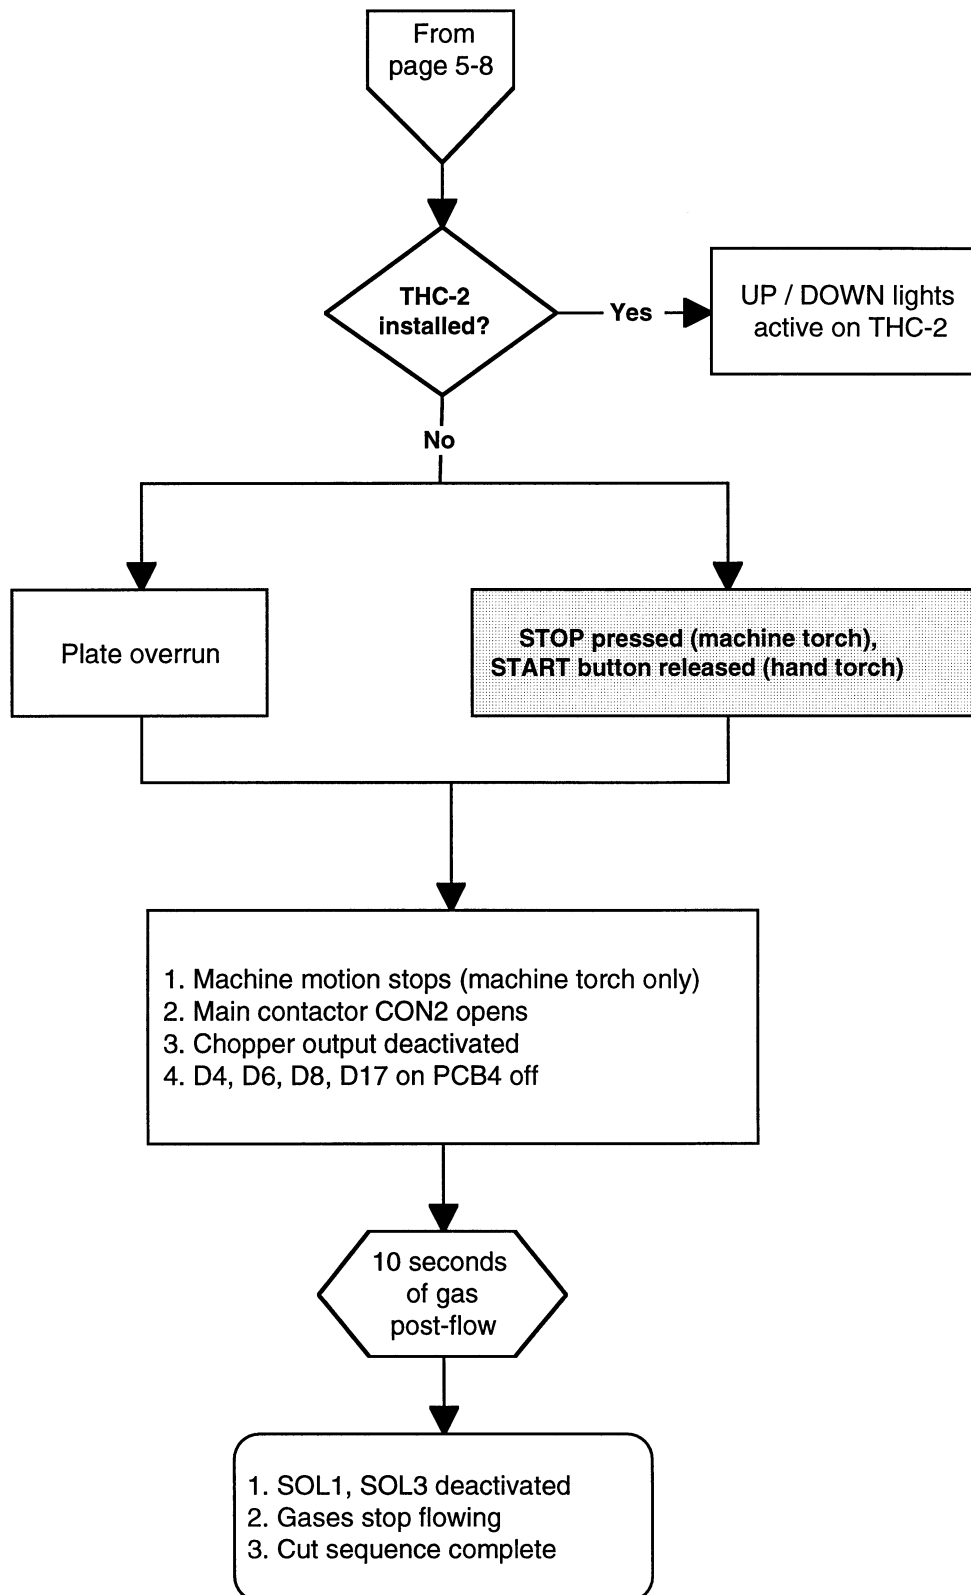 From
page 5-8
THC-2
installed?
Yes
UP / DOWN lights
active on THC-2
No
Plate overrun
STOP pressed (machine torch),
START button released (hand torch)
1. Machine motion stops (machine torch only)
2. Main contactor CON2 opens
3. Chopper output deactivated
4. D4, D6, D8, D17 on PCB4 off
10 seconds
of gas
post-flow
1. SOL1, SOL3 deactivated
2. Gases stop flowing
3. Cut sequence complete